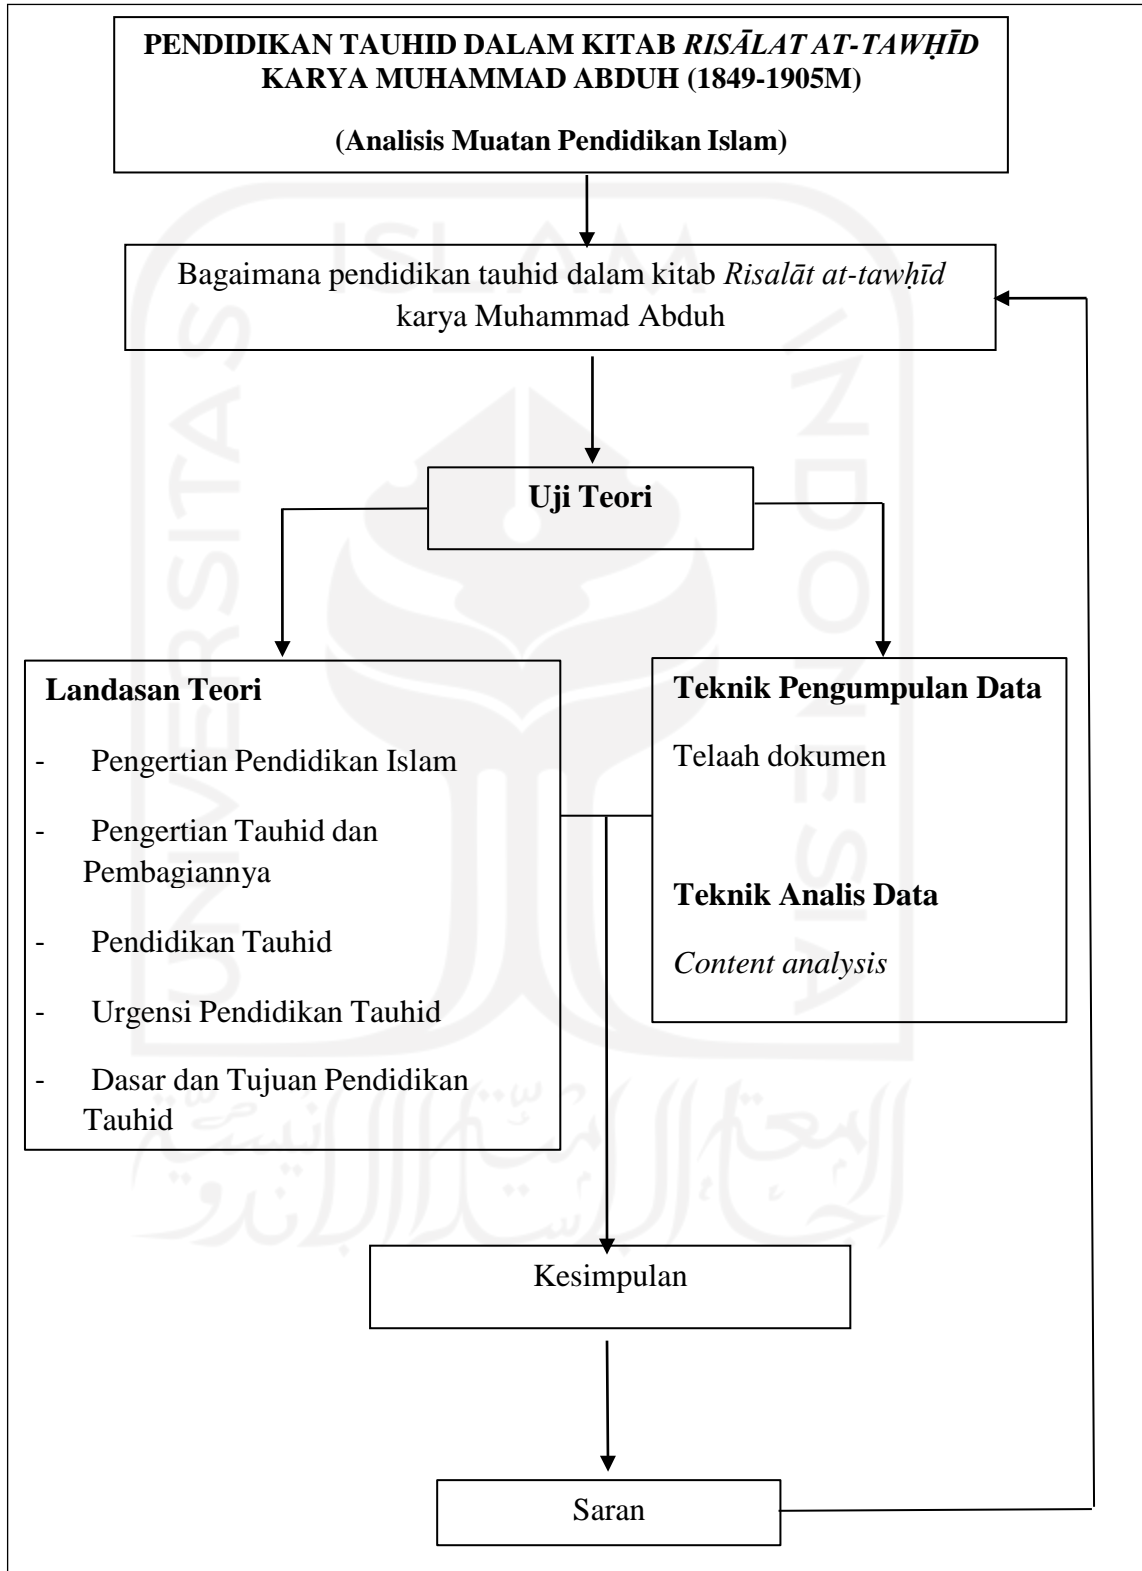 PENDIDIKAN TAUHID DALAM KITAB RISĀLAT AT-TAWḤĪD
KARYA MUHAMMAD ABDUH (1849-1905M)
(Analisis Muatan Pendidikan Islam)
Bagaimana pendidikan tauhid dalam kitab Risalāt at-tawḥīd
karya Muhammad Abduh
Uji Teori
Landasan Teori
- Pengertian Pendidikan Islam
- Pengertian Tauhid dan
Pembagiannya
- Pendidikan Tauhid
- Urgensi Pendidikan Tauhid
- Dasar dan Tujuan Pendidikan
Tauhid
Teknik Pengumpulan Data
Telaah dokumen
Teknik Analis Data
Content analysis
Kesimpulan
Saran
UNIVERSITAS
ISLAM
INDONESIA